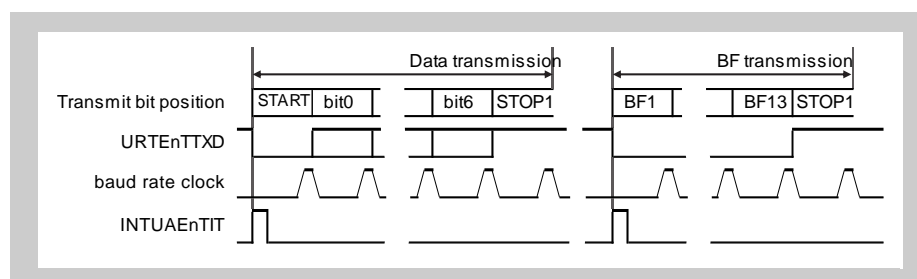 Data transmission BF transmission
Transmit bit position START bit0 bit6 STOP1 BF1 BF13 STOP1
URTEnTTXD
baud rate clock
INTUAEnTIT